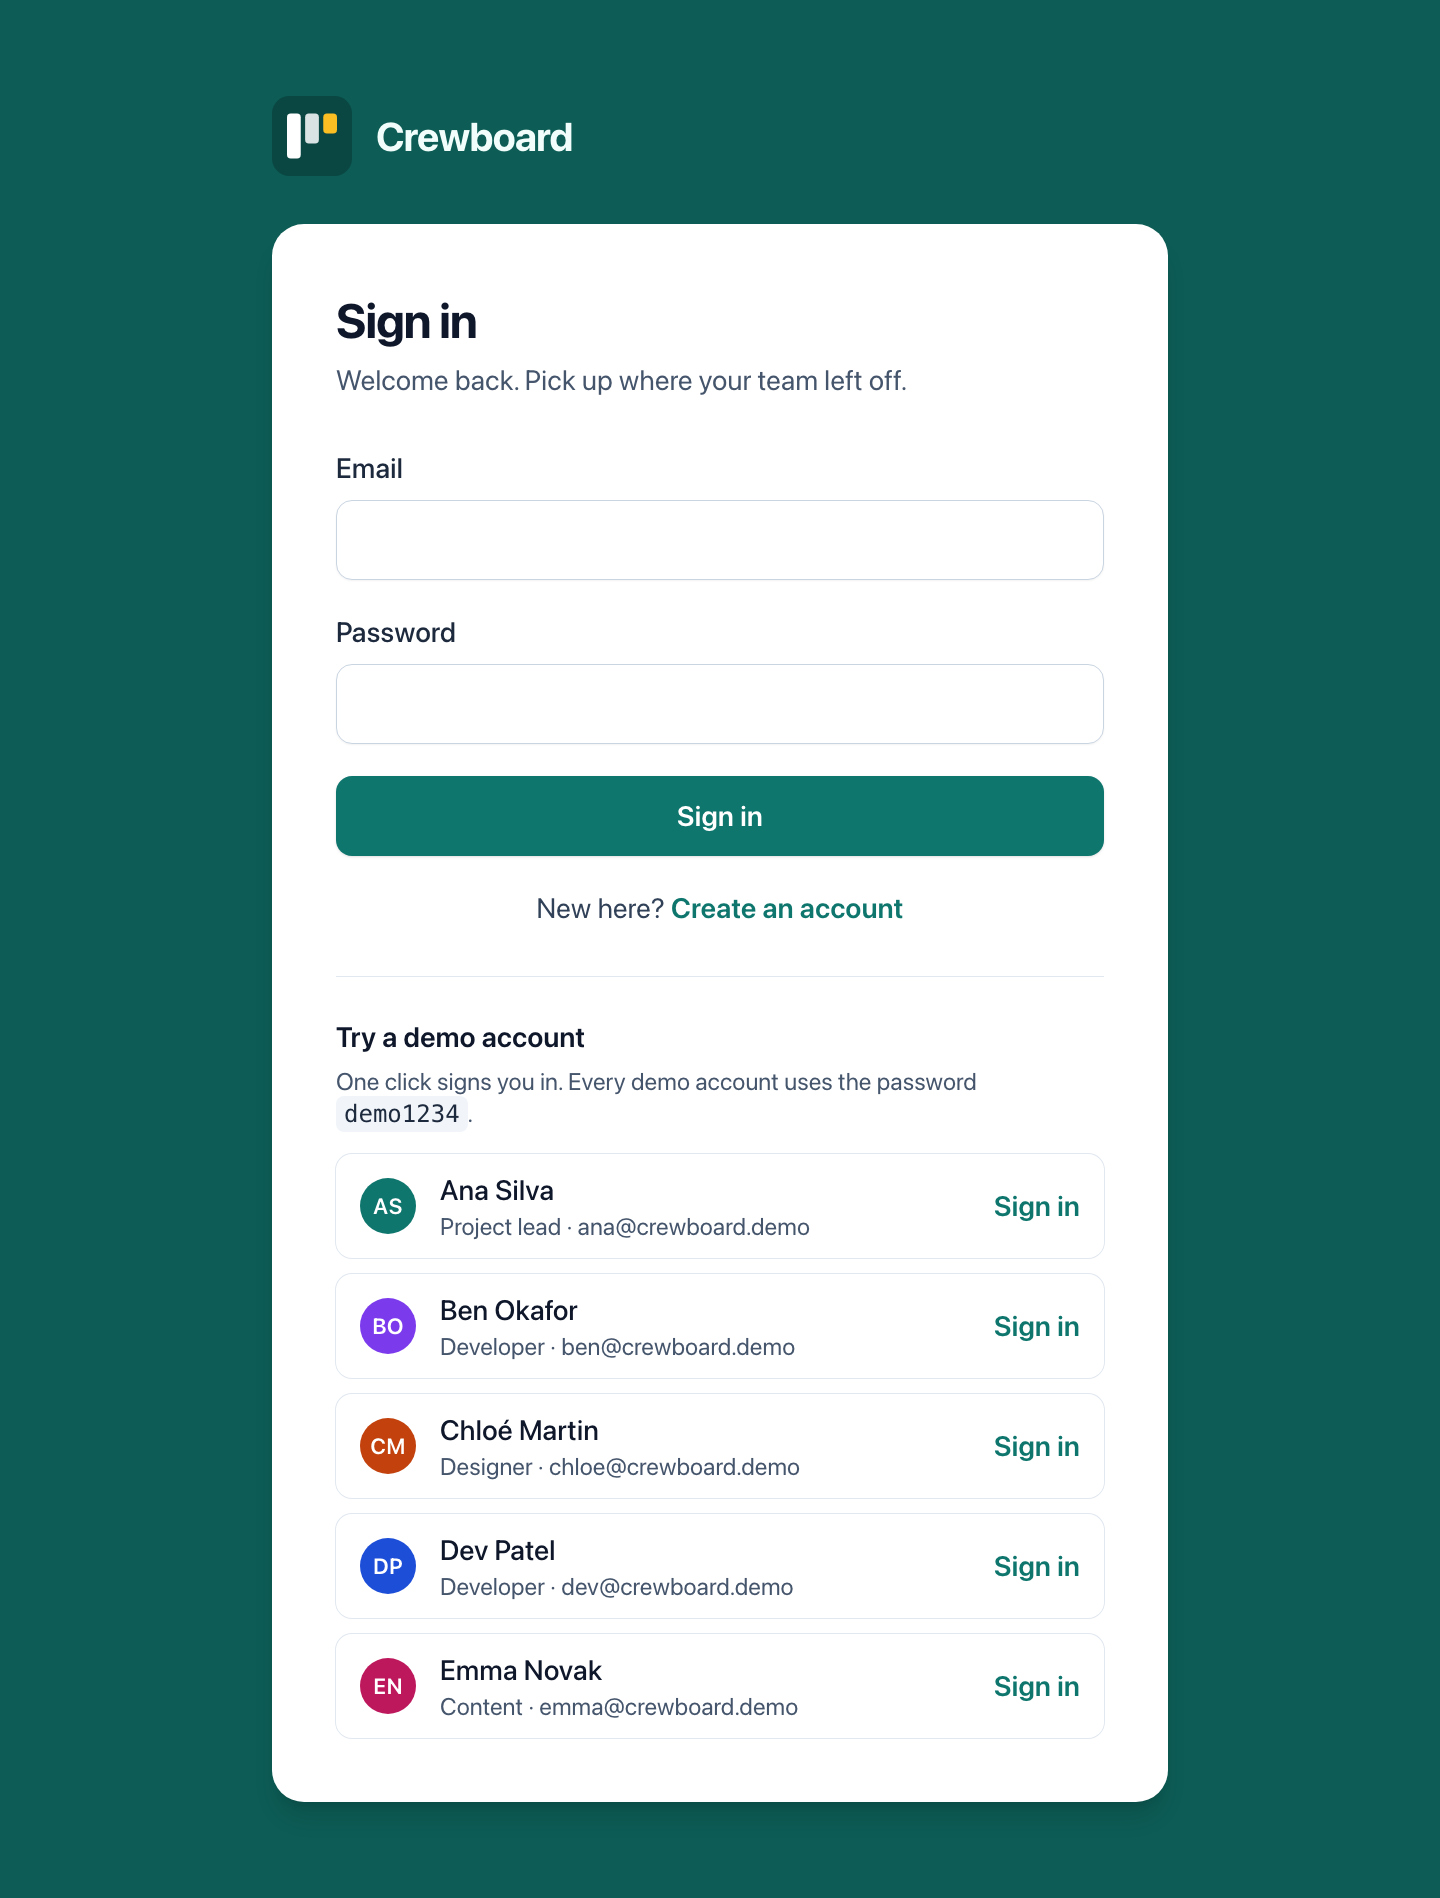 Crewboard
Sign in
Welcome back. Pick up where your team left off.
Email
Password
Sign in
New here? Create an account
Try a demo account
One click signs you in. Every demo account uses the password
demo1234.
AS
Ana Silva
Project lead · ana@crewboard.demo
Sign in
BO
Ben Okafor
Developer · ben@crewboard.demo
Sign in
CM
Chloé Martin
Designer · chloe@crewboard.demo
Sign in
DP
Dev Patel
Developer · dev@crewboard.demo
Sign in
EN
Emma Novak
Content · emma@crewboard.demo
Sign in